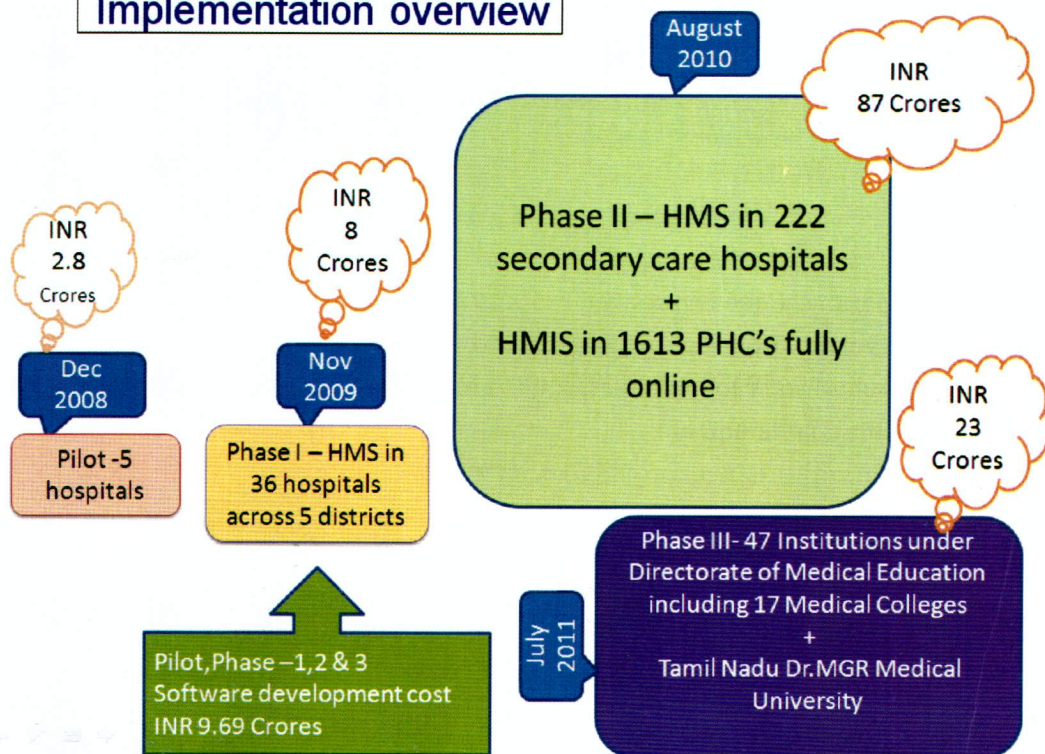 Implementation overview
INR
2.8
Crores
Dec
2008
Pilot -5
hospitals
INR
8
Crores
Nov
2009
Phase I – HMS in
36 hospitals
across 5 districts
Pilot,Phase –1,2 & 3
Software development cost
INR 9.69 Crores
August
2010
INR
87 Crores
Phase II – HMS in 222
secondary care hospitals
+
HMIS in 1613 PHC's fully
online
INR
23
Crores
July
2011
Phase III- 47 Institutions under
Directorate of Medical Education
including 17 Medical Colleges
+
Tamil Nadu Dr.MGR Medical
University